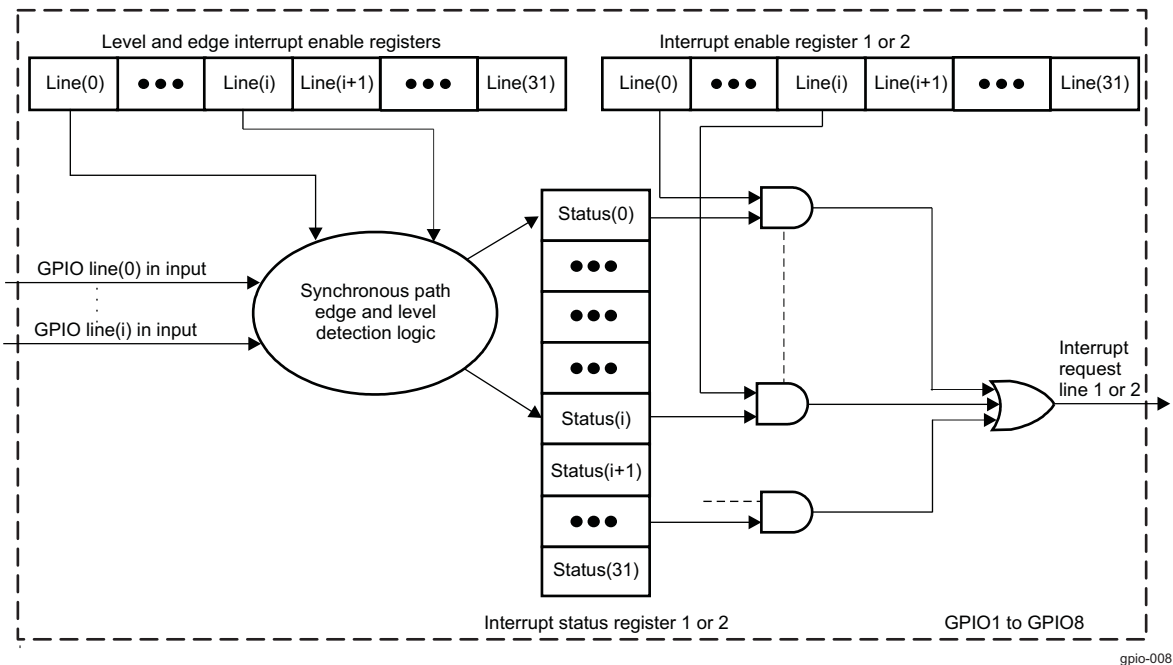 Level and edge interrupt enable registers
Interrupt enable register 1 or 2
Line(0) ●●● Line(i) Line(i+1) ●●● Line(31)
Line(0) ●●● Line(i) Line(i+1) ●●● Line(31)
Status(0)
●●●
●●●
●●●
Status(i)
Status(i+1)
●●●
Status(31)
GPIO line(0) in input
GPIO line(i) in input
Synchronous path
edge and level
detection logic
Interrupt
request
line 1 or 2
Interrupt status register 1 or 2
GPIO1 to GPIO8
gpio-008